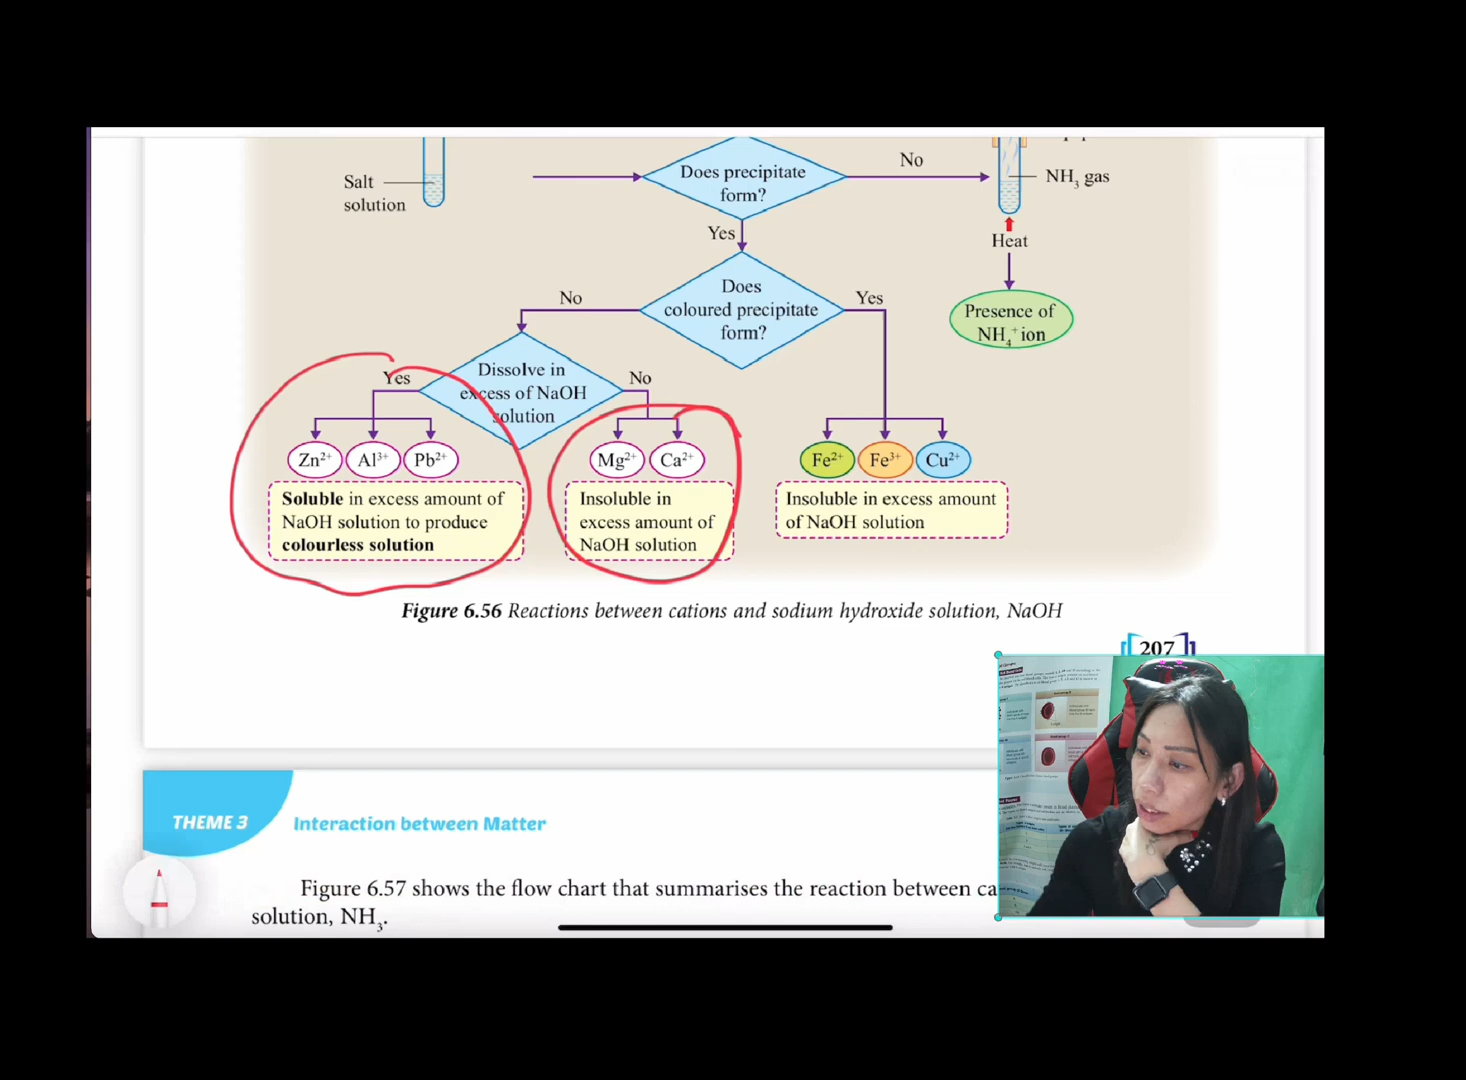 Salt
solution
Does precipitate
form?
No
NH₃ gas
Yes
Heat
Does
coloured precipitate
form?
No
Yes
Presence of
NH₄⁺ ion
Dissolve in
excess of NaOH
solution
Yes
No
Zn²⁺ Al³⁺ Pb²⁺
Mg²⁺ Ca²⁺
Fe²⁺ Fe³⁺ Cu²⁺
Soluble in excess amount of
NaOH solution to produce
colourless solution
Insoluble in
excess amount of
NaOH solution
Insoluble in excess amount
of NaOH solution
Figure 6.56 Reactions between cations and sodium hydroxide solution, NaOH
207
THEME 3
Interaction between Matter
Figure 6.57 shows the flow chart that summarises the reaction between ca
solution, NH₃.